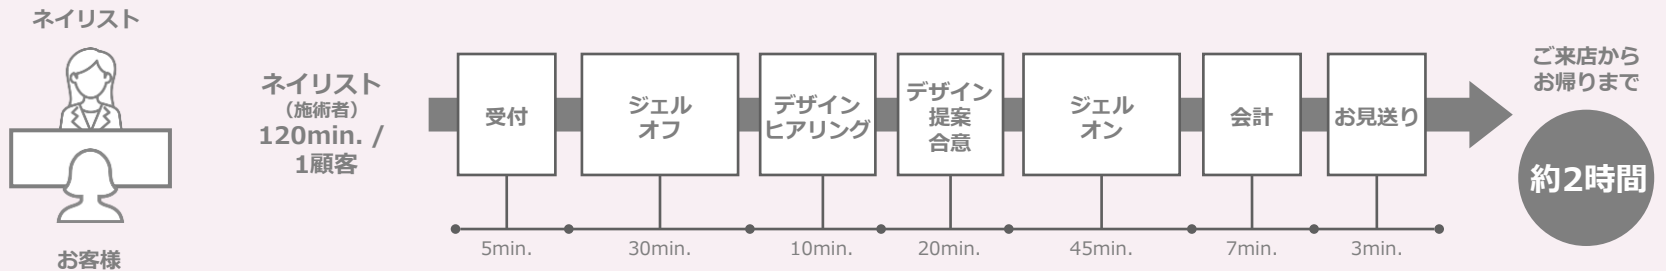 ネイリスト
お客様
ネイリスト
(施術者)
120min. /
1顧客
受付
ジェル
オフ
デザイン
ヒアリング
デザイン
提案
合意
ジェル
オン
会計
お見送り
5min.
30min.
10min.
20min.
45min.
7min.
3min.
ご来店から
お帰りまで
約2時間